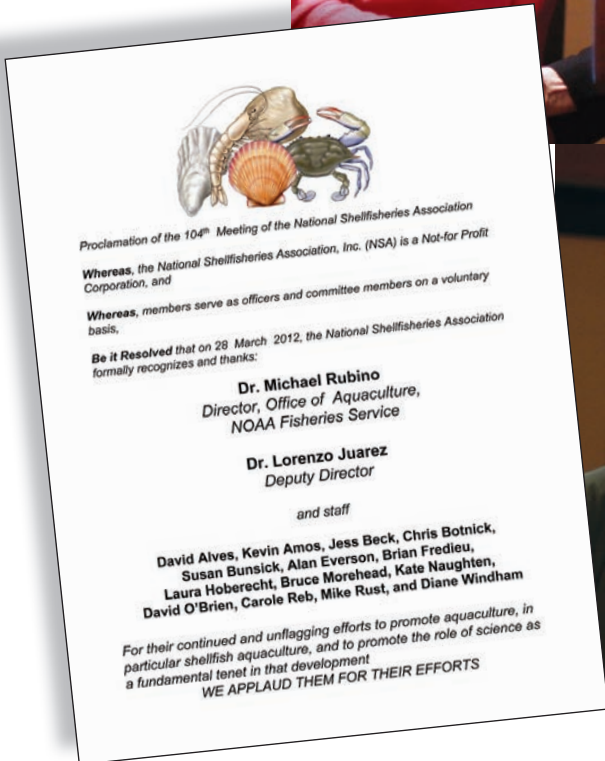 Proclamation of the 104th Meeting of the National Shellfisheries Association
Whereas, the National Shellfisheries Association, Inc. (NSA) is a Not-for Profit
Corporation, and
Whereas, members serve as officers and committee members on a voluntary
basis,
Be it Resolved that on 28 March 2012, the National Shellfisheries Association
formally recognizes and thanks:
Dr. Michael Rubino
Director, Office of Aquaculture,
NOAA Fisheries Service
Dr. Lorenzo Juarez
Deputy Director
and staff
David Alves, Kevin Amos, Jess Beck, Chris Botnick,
Susan Bunsick, Alan Everson, Brian Fredieu,
Laura Hoberecht, Bruce Morehead, Kate Naughten,
David O'Brien, Carole Reb, Mike Rust, and Diane Windham
For their continued and unflagging efforts to promote aquaculture, in
particular shellfish aquaculture, and to promote the role of science as
a fundamental tenet in that development
WE APPLAUD THEM FOR THEIR EFFORTS